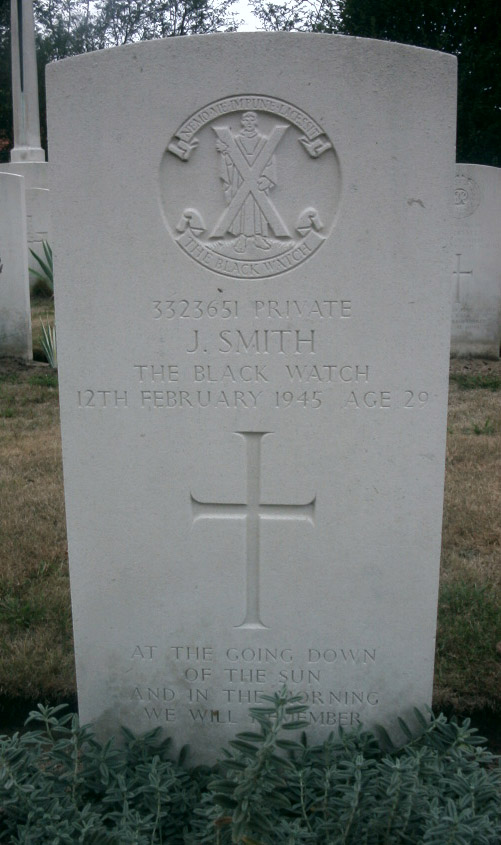 NEMO·ME·IMPUNE·LACESSIT
THE BLACK WATCH
3323651 PRIVATE
J. SMITH
THE BLACK WATCH
12TH FEBRUARY 1945 AGE 29
AT THE GOING DOWN
OF THE SUN
AND IN THE MORNING
WE WILL REMEMBER